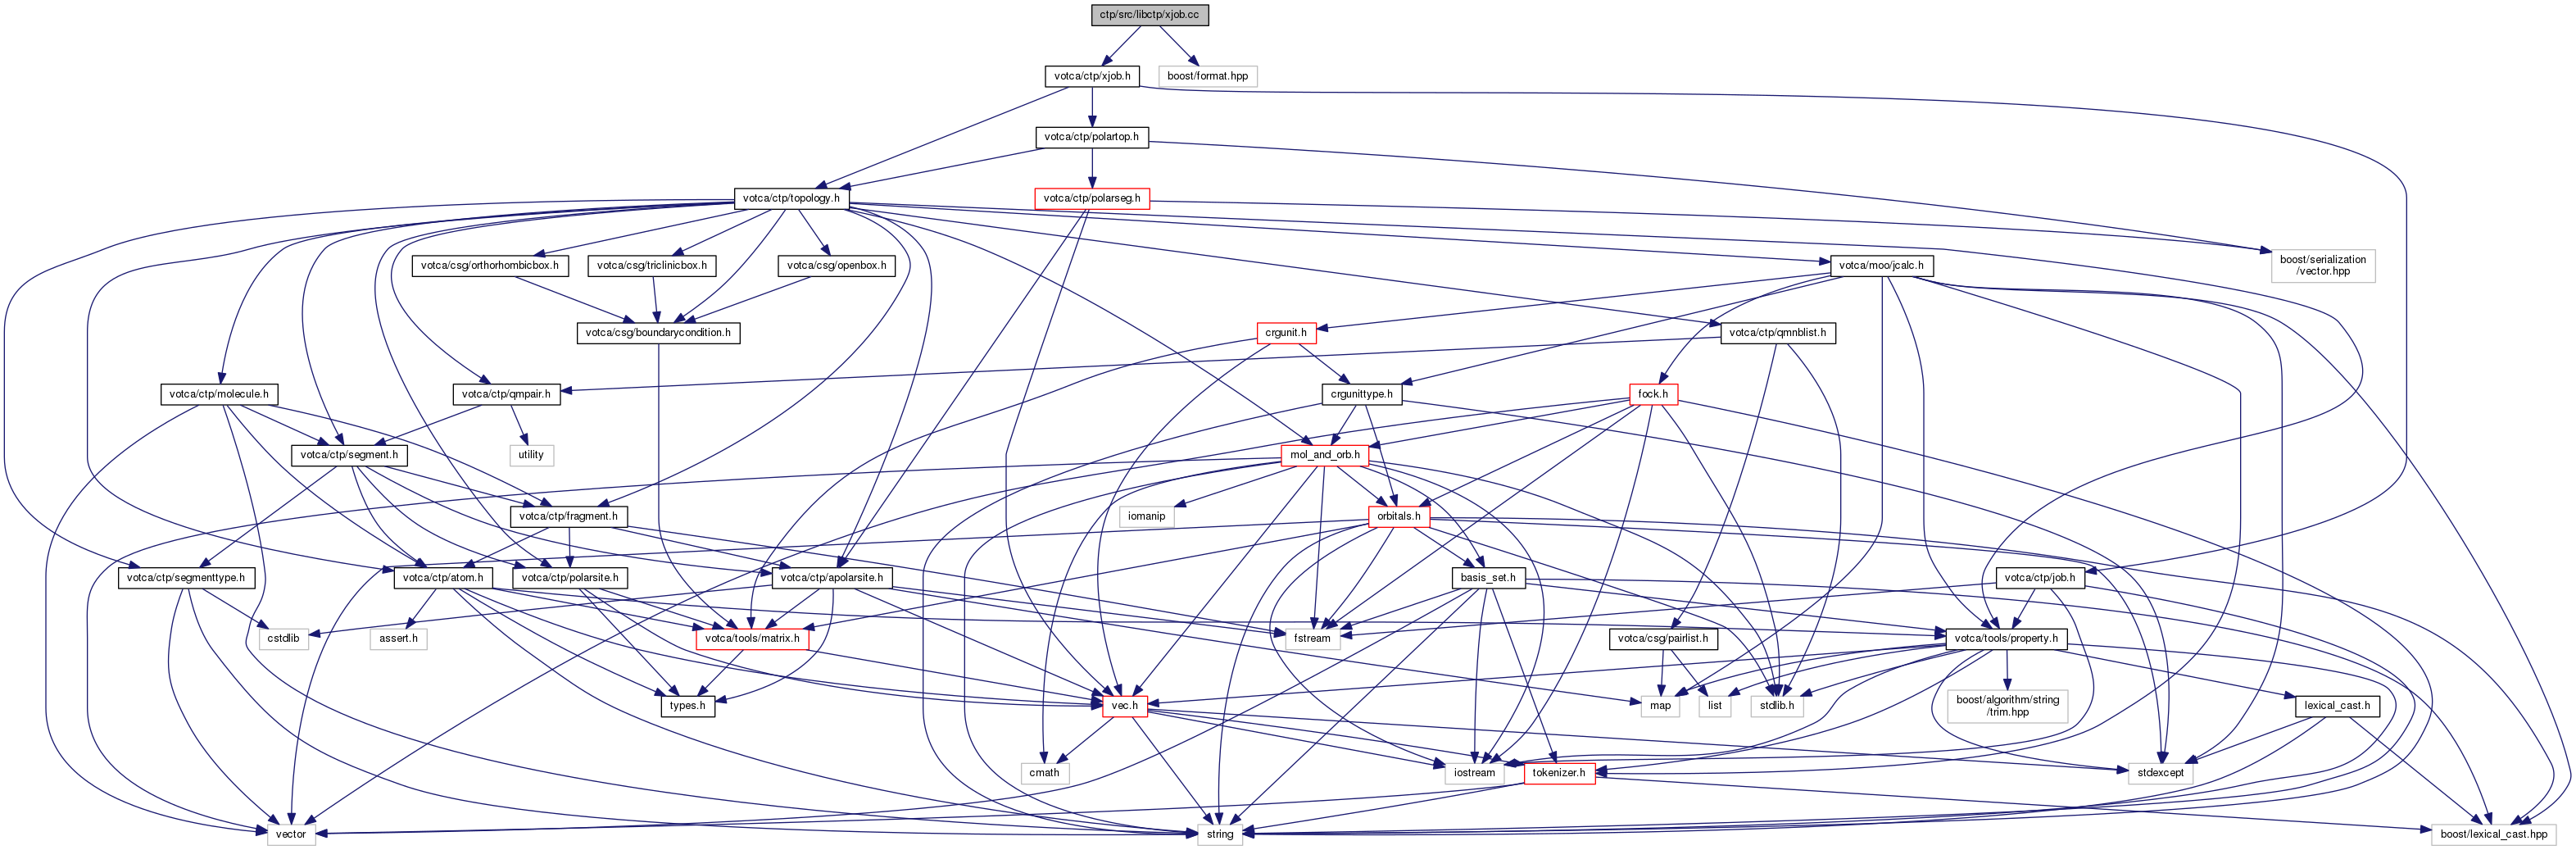 ctp/src/libctp/xjob.cc
votca/ctp/xjob.h
boost/format.hpp
votca/ctp/polartop.h
votca/ctp/topology.h
votca/ctp/polarseg.h
votca/csg/orthorhombicbox.h
votca/csg/triclinicbox.h
votca/csg/openbox.h
votca/moo/jcalc.h
boost/serialization
/vector.hpp
votca/csg/boundarycondition.h
crgunit.h
votca/ctp/qmnblist.h
votca/ctp/molecule.h
votca/ctp/qmpair.h
crgunittype.h
fock.h
votca/ctp/segment.h
utility
mol_and_orb.h
votca/ctp/fragment.h
iomanip
orbitals.h
votca/ctp/segmenttype.h
votca/ctp/atom.h
votca/ctp/polarsite.h
votca/ctp/apolarsite.h
basis_set.h
votca/ctp/job.h
cstdlib
assert.h
votca/tools/matrix.h
fstream
votca/csg/pairlist.h
votca/tools/property.h
types.h
vec.h
map
list
stdlib.h
boost/algorithm/string
/trim.hpp
lexical_cast.h
cmath
iostream
tokenizer.h
stdexcept
vector
string
boost/lexical_cast.hpp